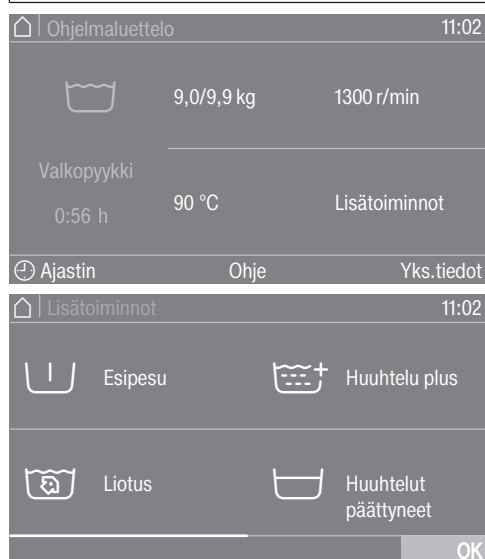 Ohjelmaluettelo 11:02
9,0/9,9 kg 1300 r/min
Valkopyykki
0:56 h
90 °C Lisätoiminnot
Ajastin Ohje Yks.tiedot
Lisätoiminnot 11:02
Esipesu Huuhtelu plus
Liotus Huuhtelut
päättyneet
OK